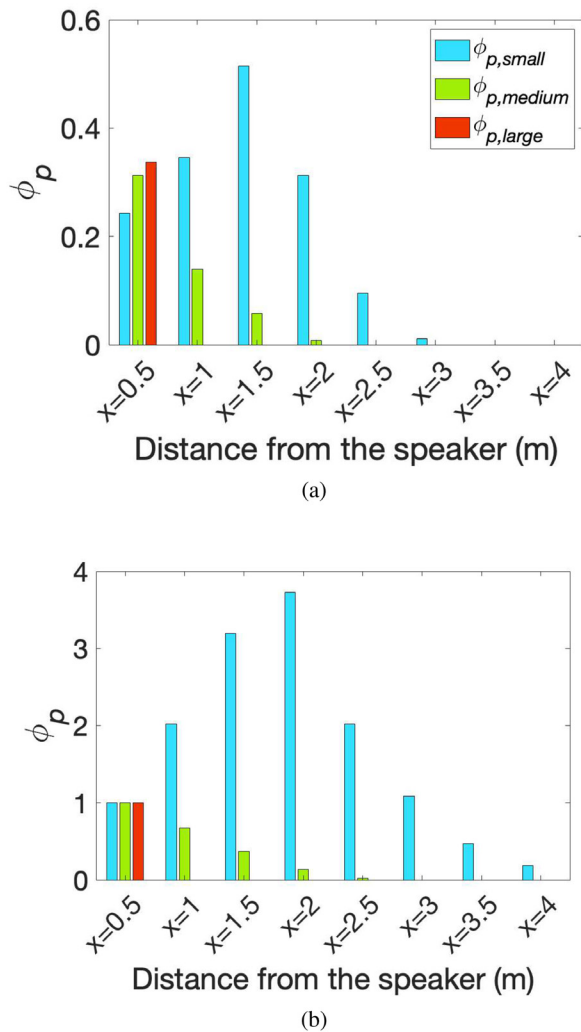 0.6
0.4
0.2
0
ϕp
ϕp,small
ϕp,medium
ϕp,large
x=0.5
x=1
x=1.5
x=2
x=2.5
x=3
x=3.5
x=4
Distance from the speaker (m)
(a)
4
3
2
1
0
ϕp
x=0.5
x=1
x=1.5
x=2
x=2.5
x=3
x=3.5
x=4
Distance from the speaker (m)
(b)